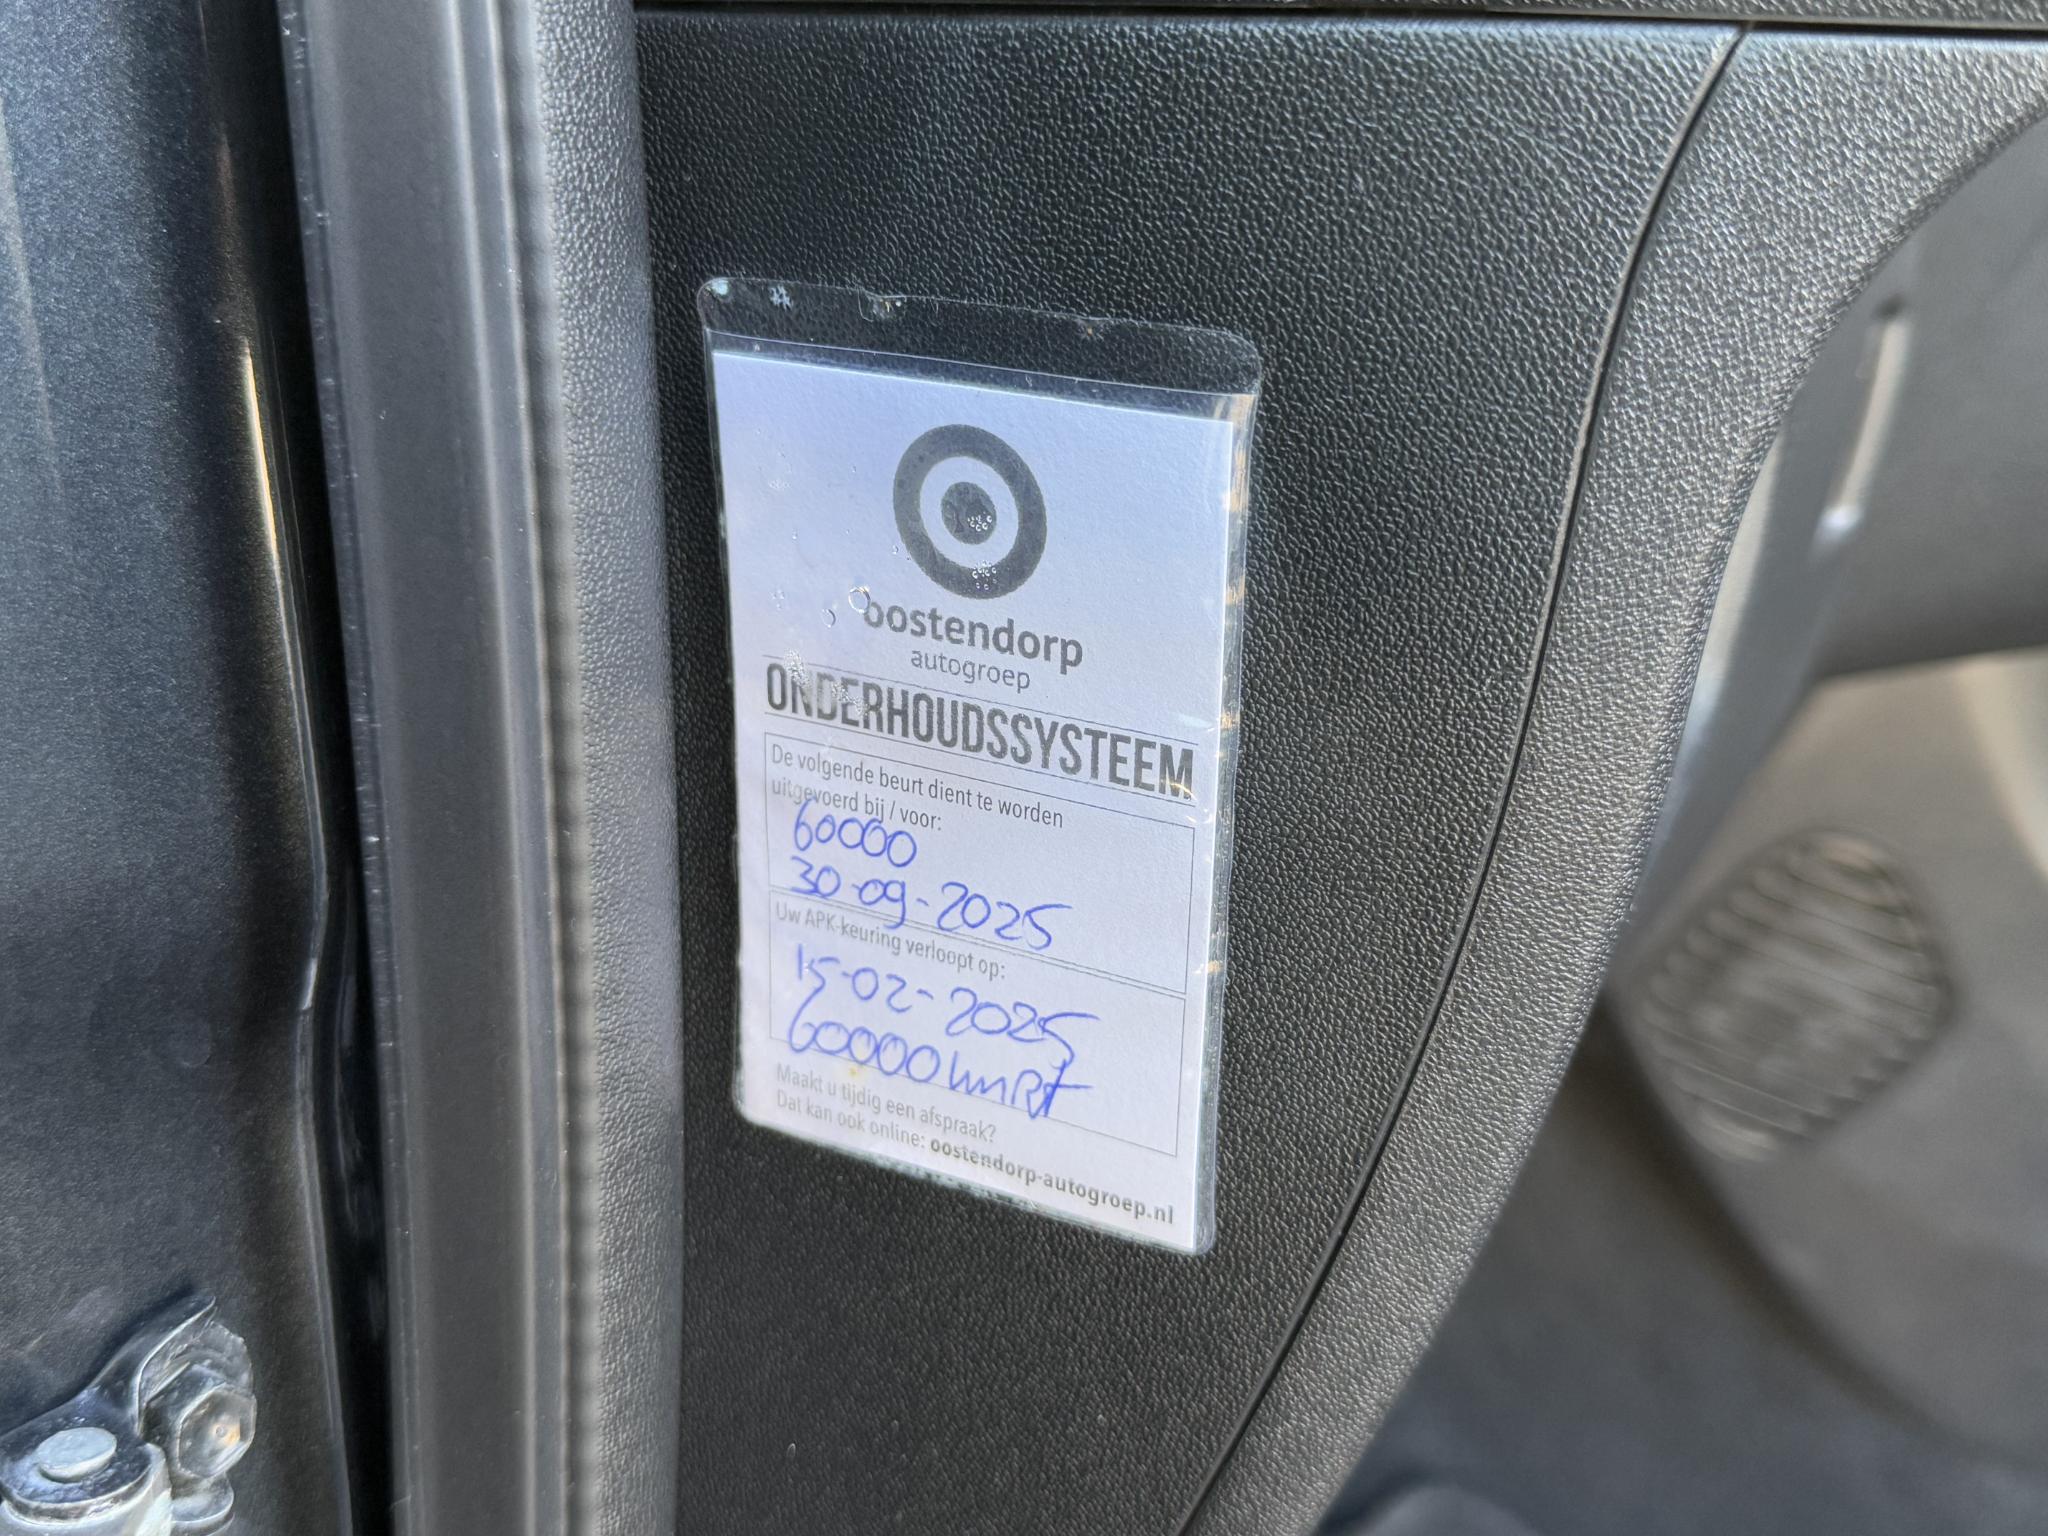 oostendorp
autogroep
ONDERHOUDSSYSTEEM
De volgende beurt dient te worden
uitgevoerd bij / voor:
60000
30-09-2025
Uw APK-keuring verloopt op:
15-02-2025
60000
Maakt u tijdig een afspraak?
Dat kan ook online: oostendorp-autogroep.nl